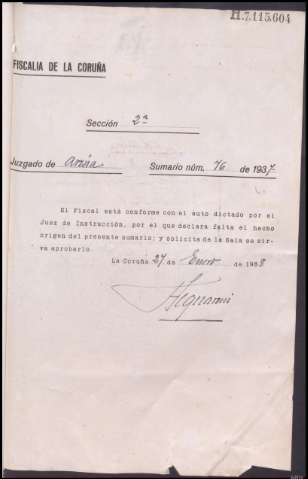 H.7.115.604
FISCALIA DE LA CORUÑA
Sección 2ª
Juzgado de Arzúa Sumario núm. 76 de 1937
El Fiscal está conforme con el auto dictado por el
Juez de Instrucción, por el que declara falta el hecho
origen del presente sumario; y solicita de la Sala se sir-
va aprobarlo.
La Coruña 27 de Enero de 1938